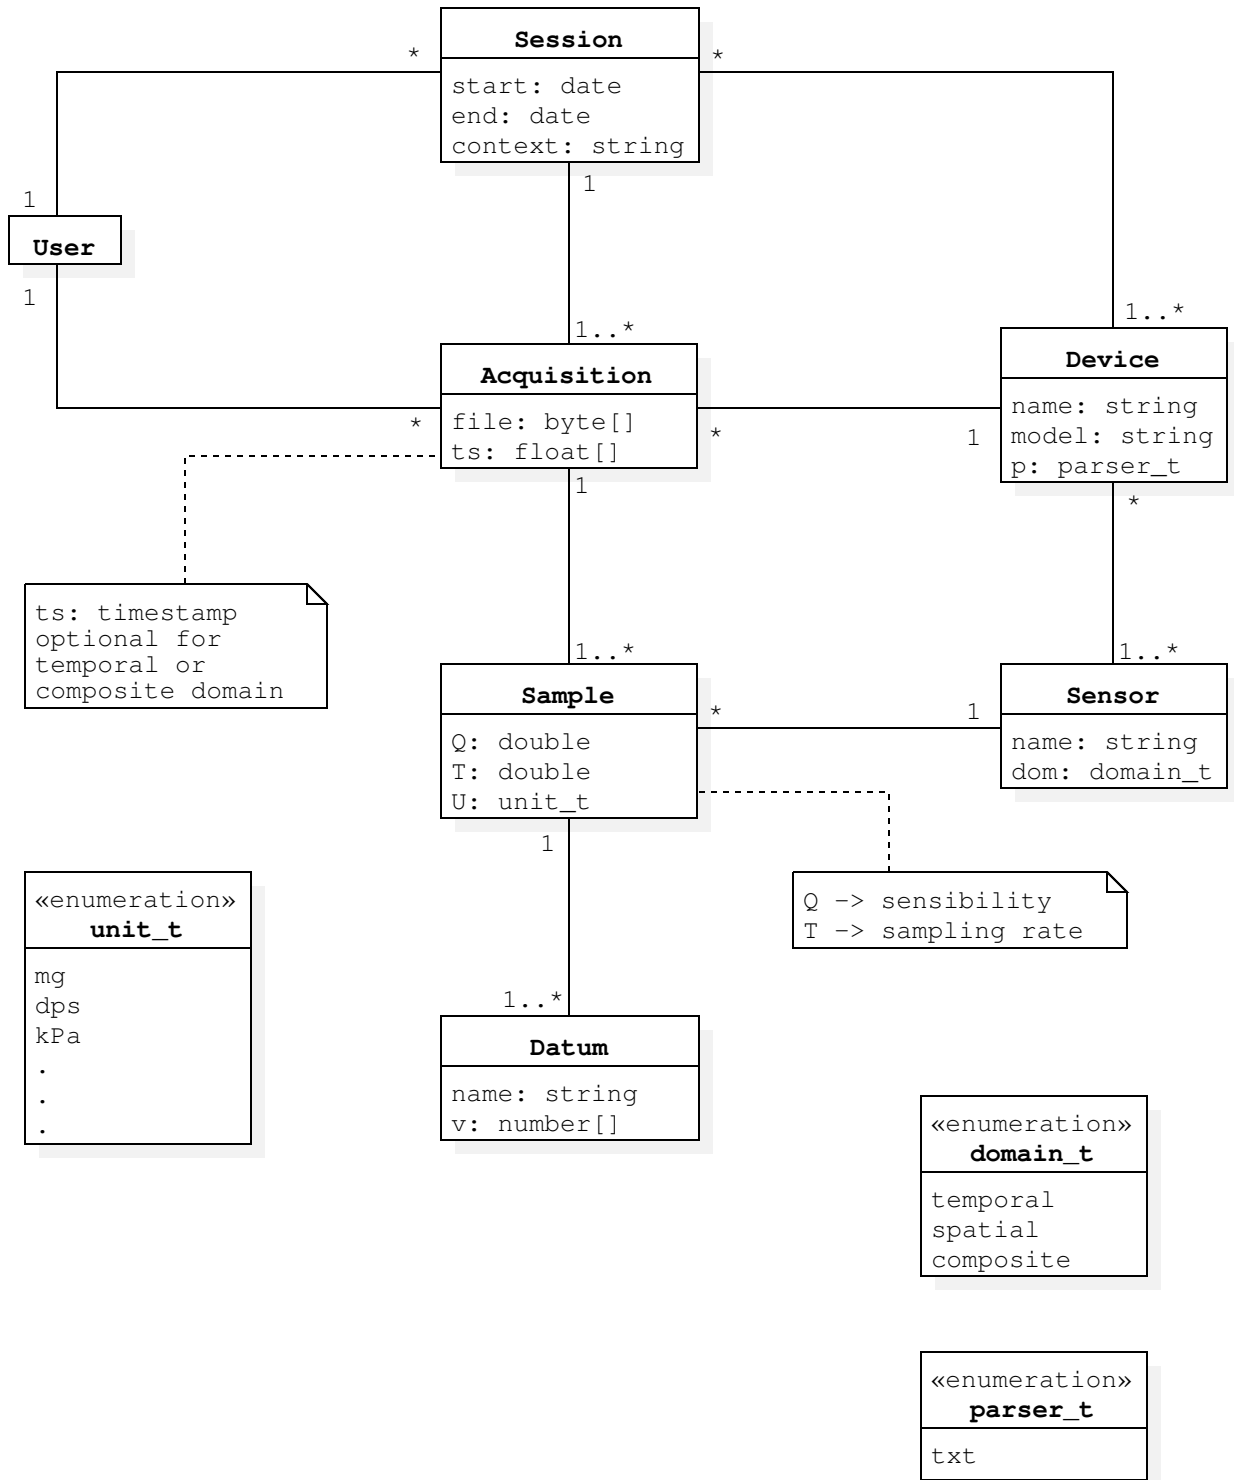 Session
start: date
end: date
context: string
*
*
1
1
User
1
1..*
1..*
Acquisition
file: byte[]
ts: float[]
*
*
1
1
Device
name: string
model: string
p: parser_t
*
ts: timestamp
optional for
temporal or
composite domain
1..*
1..*
Sample
Q: double
T: double
U: unit_t
*
1
1
Sensor
name: string
dom: domain_t
Q -> sensibility
T -> sampling rate
«enumeration»
unit_t
mg
dps
kPa
.
.
.
1..*
Datum
name: string
v: number[]
«enumeration»
domain_t
temporal
spatial
composite
«enumeration»
parser_t
txt